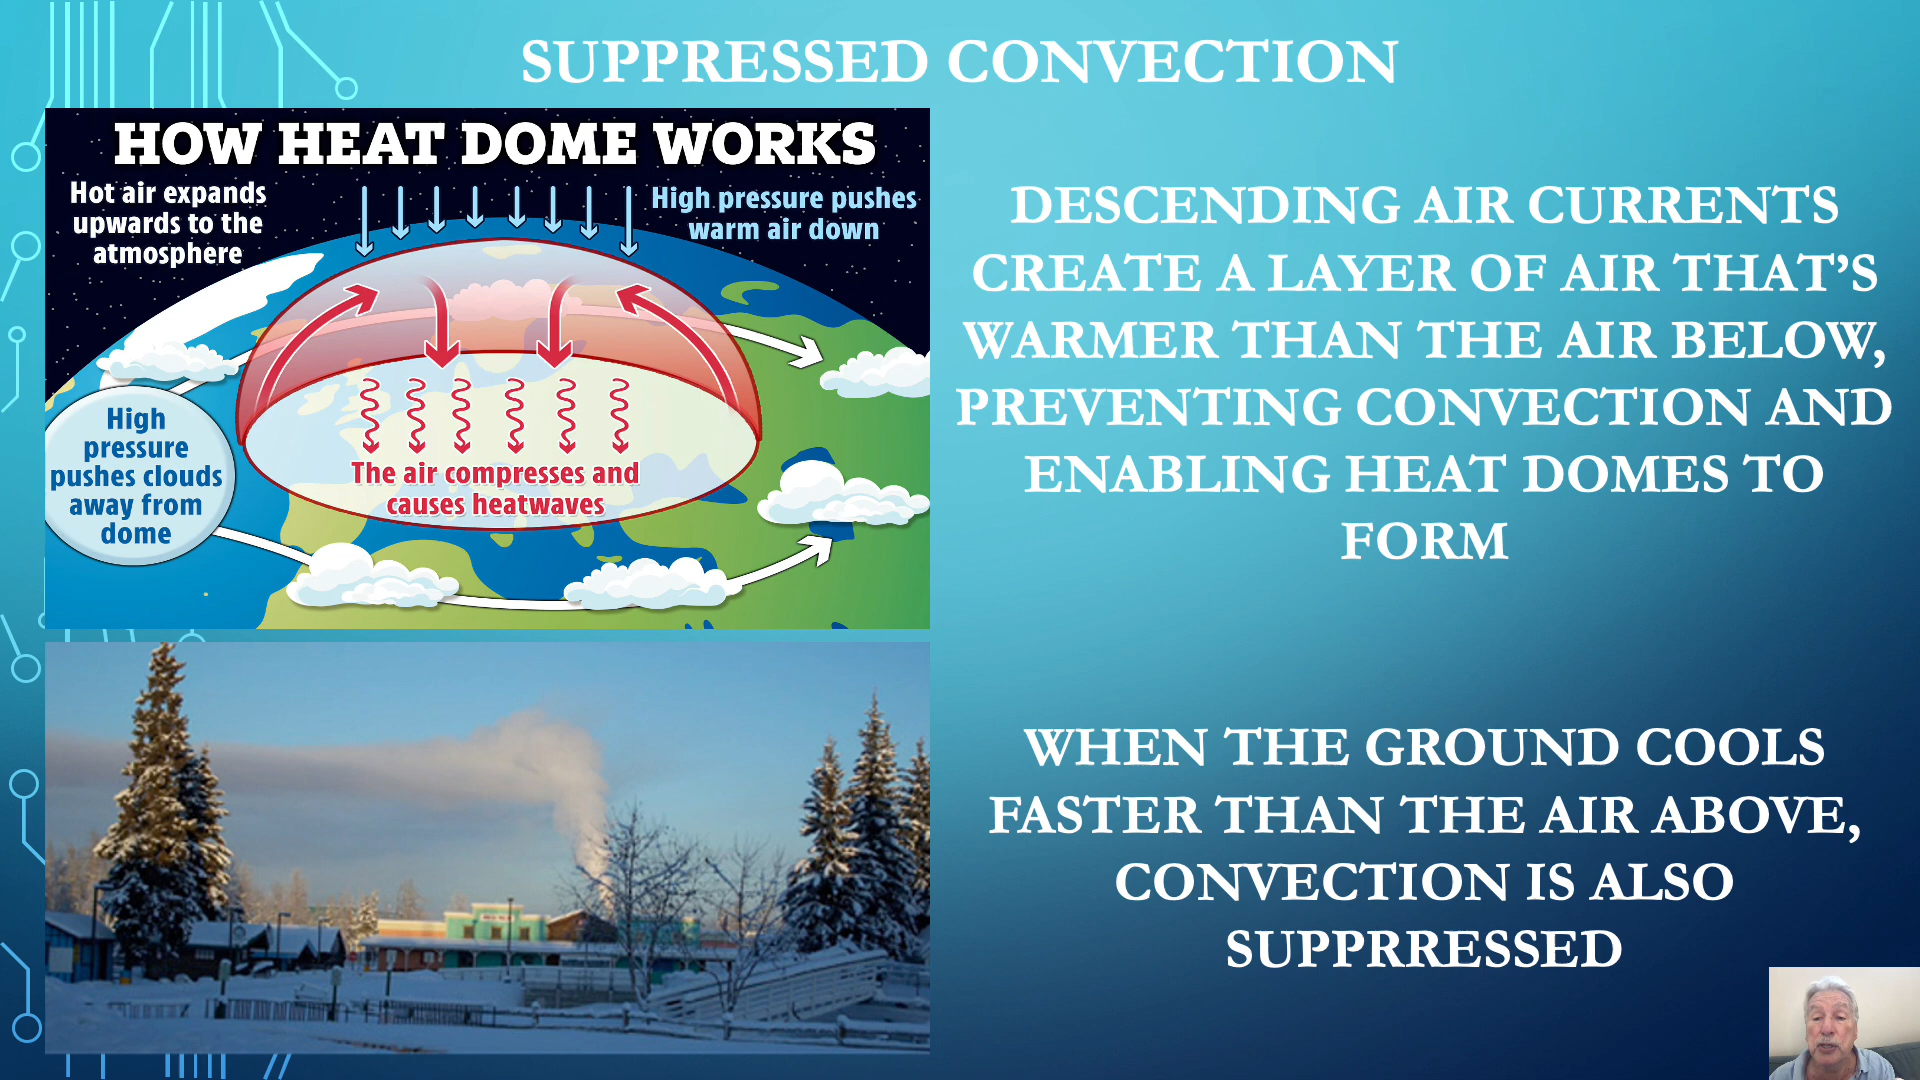 SUPPRESSED CONVECTION
HOW HEAT DOME WORKS
Hot air expands
upwards to the
atmosphere
High pressure pushes
warm air down
High
pressure
pushes clouds
away from
dome
The air compresses and
causes heatwaves
DESCENDING AIR CURRENTS
CREATE A LAYER OF AIR THAT’S
WARMER THAN THE AIR BELOW,
PREVENTING CONVECTION AND
ENABLING HEAT DOMES TO
FORM
WHEN THE GROUND COOLS
FASTER THAN THE AIR ABOVE,
CONVECTION IS ALSO
SUPPRRESSED